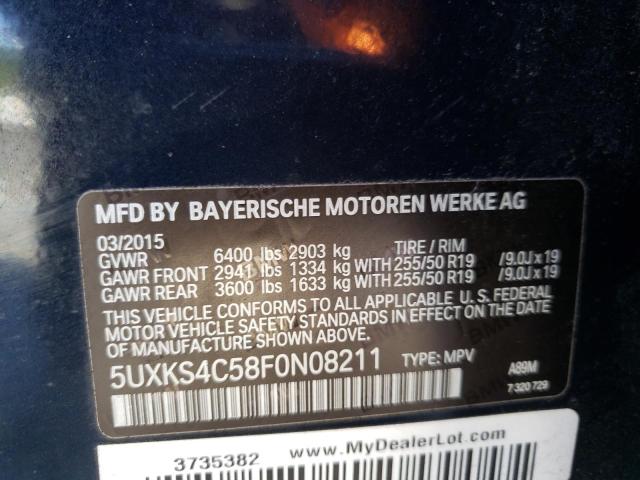 MFD BY BAYERISCHE MOTOREN WERKE AG
03/2015
GVWR 6400 lbs 2903 kg TIRE / RIM
GAWR FRONT 2941 lbs 1334 kg WITH 255/50 R19 /9.0J x 19
GAWR REAR 3600 lbs 1633 kg WITH 255/50 R19 /9.0J x 19
THIS VEHICLE CONFORMS TO ALL APPLICABLE U.S. FEDERAL
MOTOR VEHICLE SAFETY STANDARDS IN EFFECT ON THE
DATE OF MANUFACTURE SHOWN ABOVE.
5UXKS4C58F0N08211 TYPE: MPV A89M
7 320 729
3735382 www.MyDealerLot.com